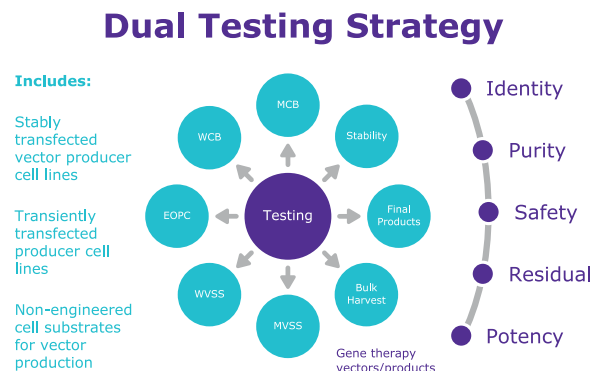 Dual Testing Strategy
Includes:
Stably
transfected
vector producer
cell lines
Transiently
transfected
producer cell
lines
Non-engineered
cell substrates
for vector
production
MCB
Stability
Final
Products
Bulk
Harvest
MVSS
WVSS
EOPC
WCB
Testing
Gene therapy
vectors/products
Identity
Purity
Safety
Residual
Potency